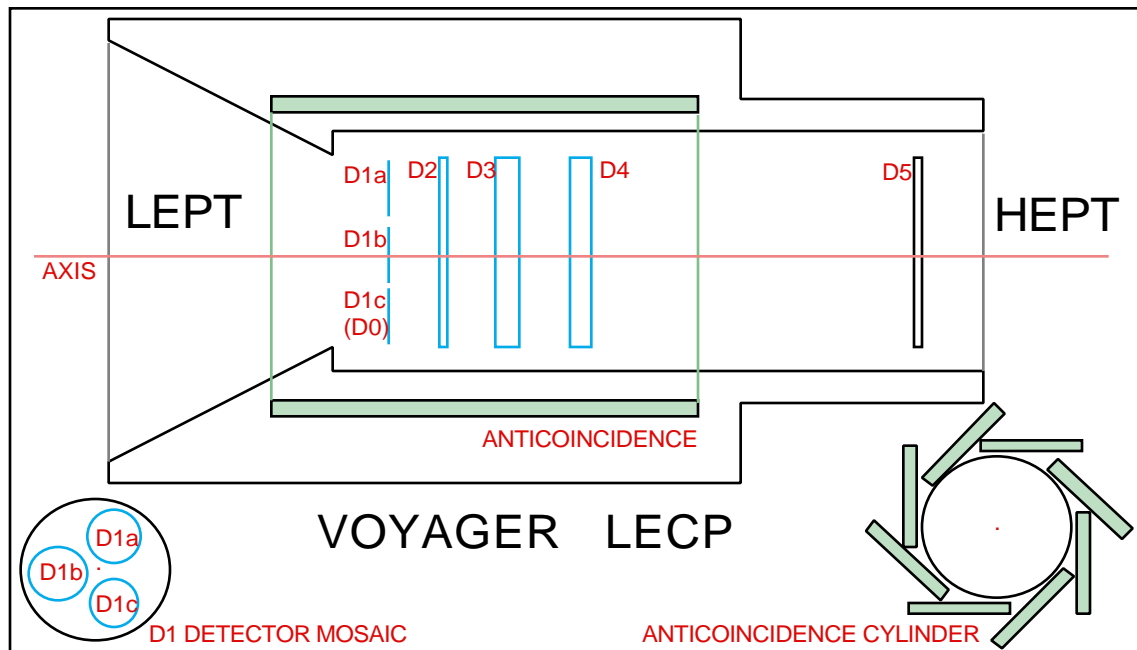 D1a
D2
D3
D4
D5
LEPT
HEPT
D1b
AXIS
D1c
(D0)
ANTICOINCIDENCE
VOYAGER LECP
D1a
D1b
D1c
D1 DETECTOR MOSAIC
ANTICOINCIDENCE CYLINDER